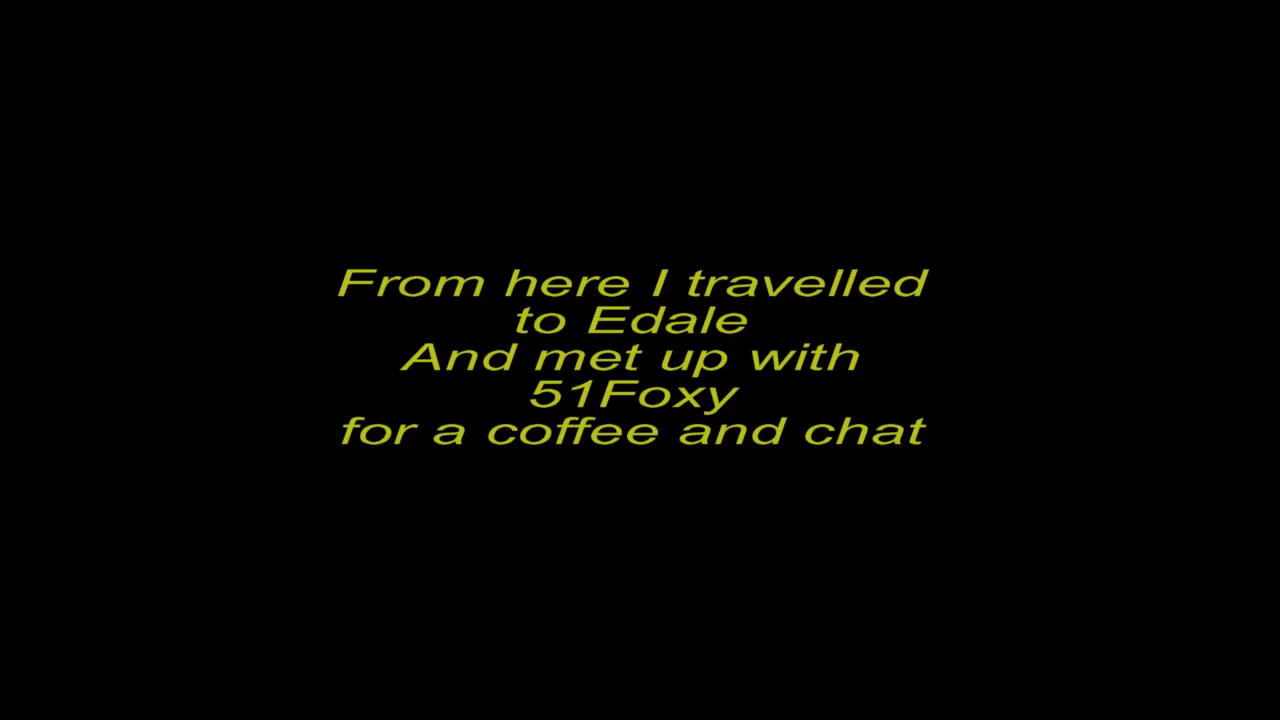 From here I travelled
to Edale
And met up with
51Foxy
for a coffee and chat